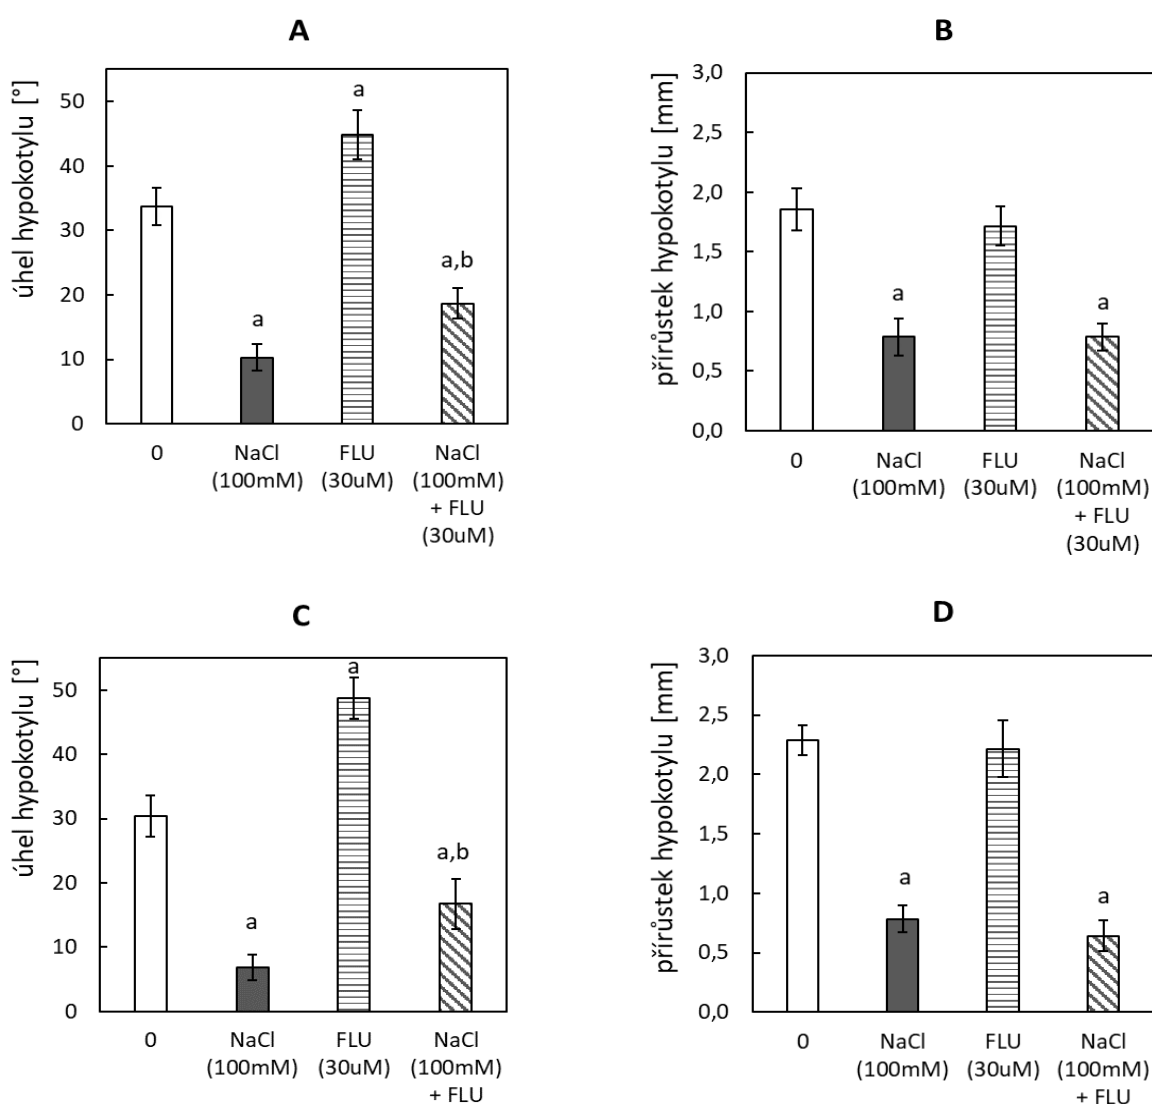 A
úhel hypokotylu [°]
50
40
30
20
10
0
a
a
a,b
0
NaCl
(100mM)
FLU
(30uM)
NaCl
(100mM)
+ FLU
(30uM)
B
přírůstek hypokotylu [mm]
3,0
2,5
2,0
1,5
1,0
0,5
0,0
a
a
0
NaCl
(100mM)
FLU
(30uM)
NaCl
(100mM)
+ FLU
(30uM)
C
úhel hypokotylu [°]
50
40
30
20
10
0
a
a
a,b
0
NaCl
(100mM)
FLU
(30uM)
NaCl
(100mM)
+ FLU
D
přírůstek hypokotylu [mm]
3,0
2,5
2,0
1,5
1,0
0,5
0,0
a
a
0
NaCl
(100mM)
FLU
(30uM)
NaCl
(100mM)
+ FLU